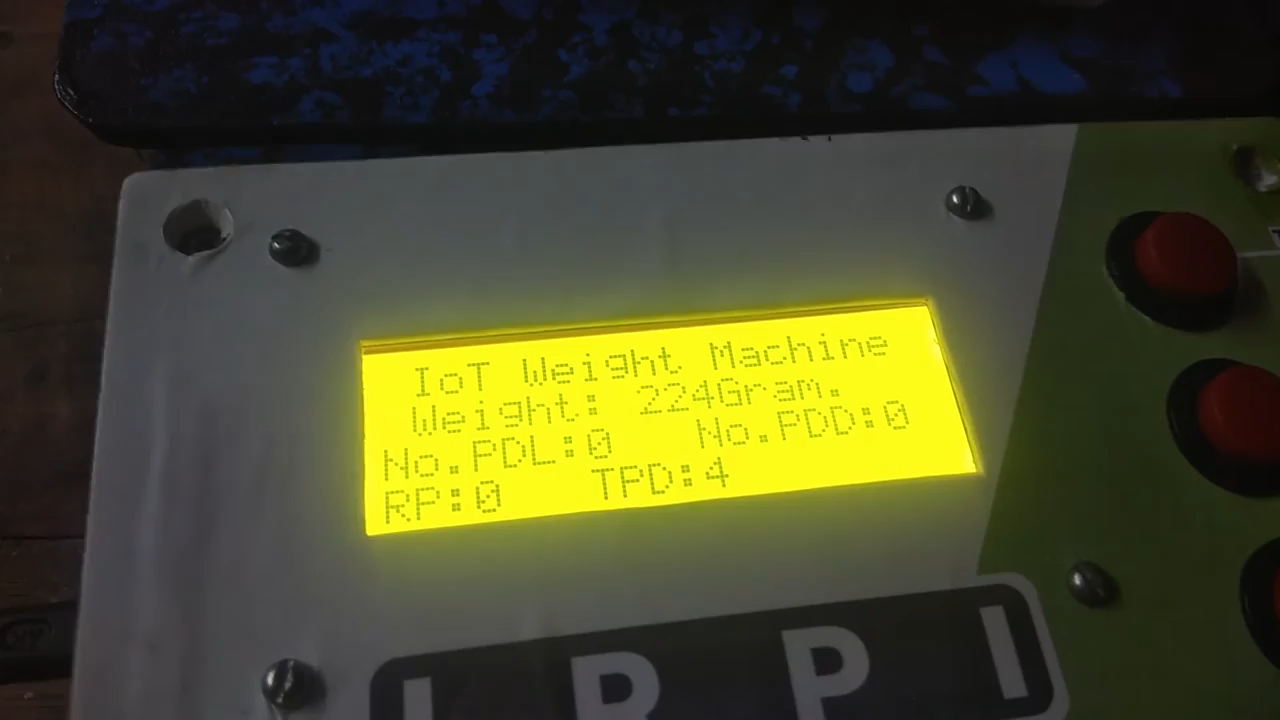 IoT Weight Machine
Weight: 224Gram.
No.PDL:0 No.PDD:0
RP:0 TPD:4